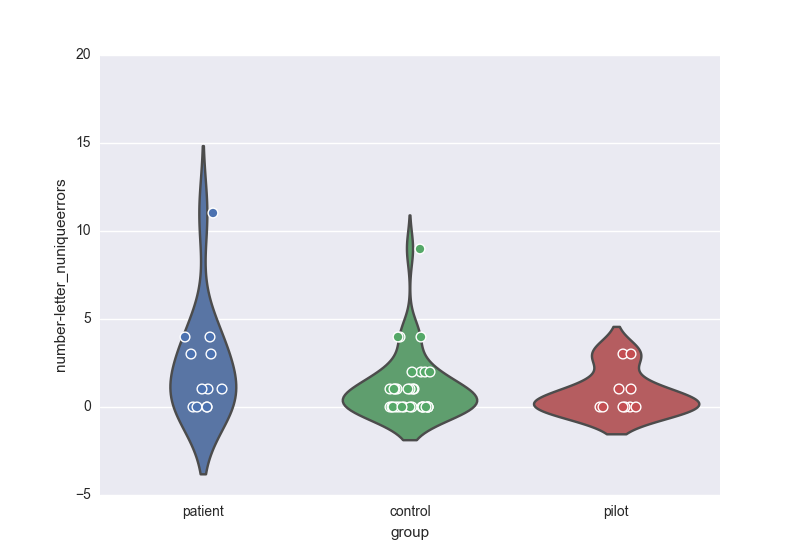 20
15
10
5
0
−5
number-letter_nuniqueerrors
patient
control
pilot
group